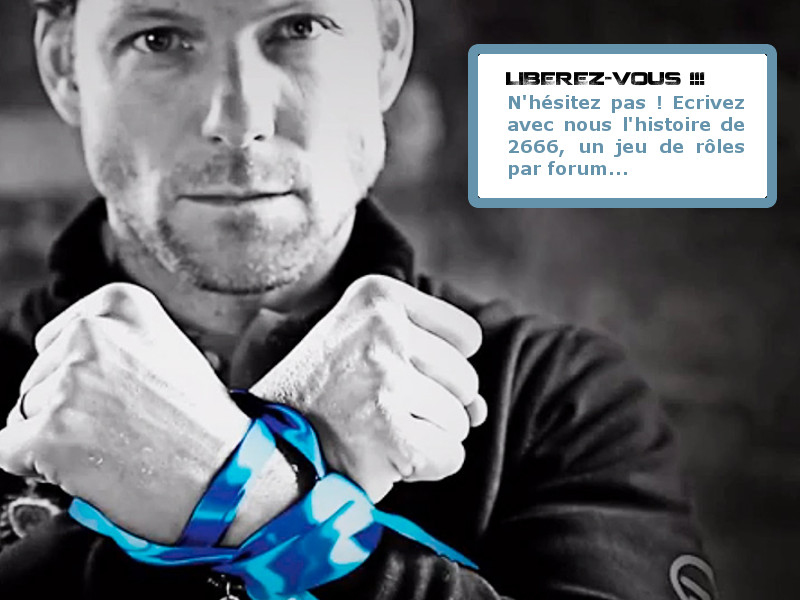 LIBEREZ-VOUS !!!
N'hésitez pas ! Ecrivez
avec nous l'histoire de
2666, un jeu de rôles
par forum...